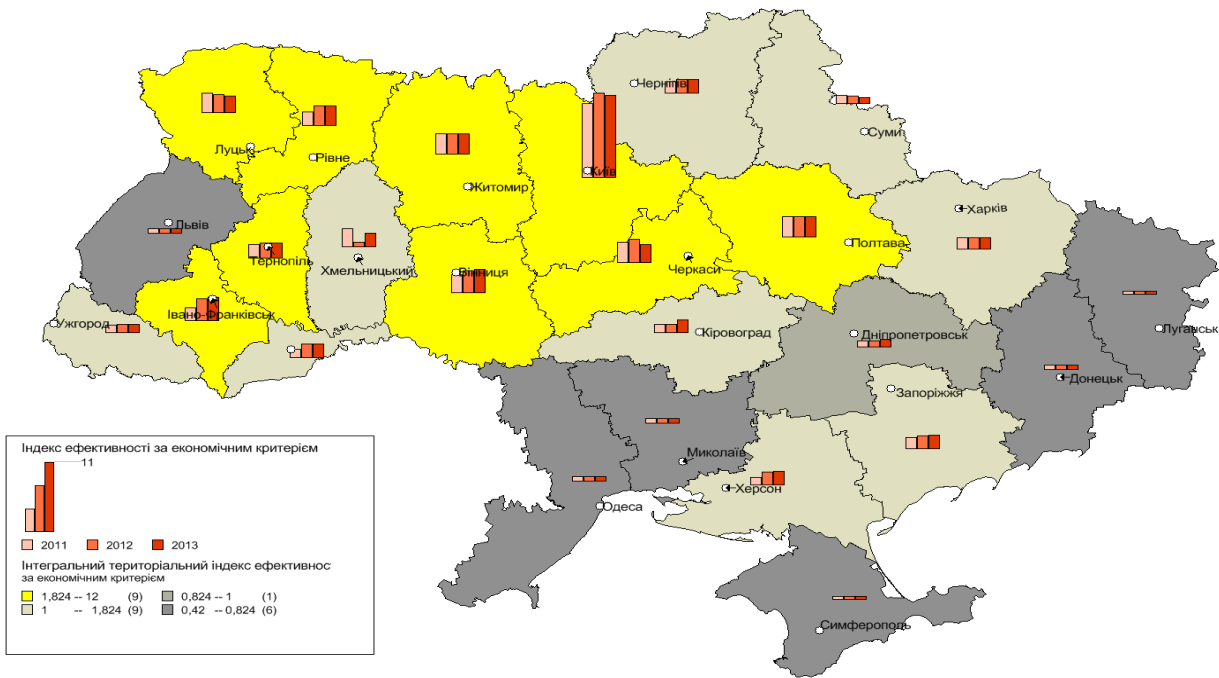 Чернігів
Суми
Луцьк
Рівне
Київ
Житомир
Львів
Харків
Тернопіль
Хмельницький
Вінниця
Черкаси
Полтава
Івано-Франківськ
Ужгород
Кіровоград
Дніпропетровськ
Луганськ
Донецьк
Запоріжжя
Миколаїв
Херсон
Одеса
Симферополь
Індекс ефективності за економічним критерієм
11
2011 2012 2013
Інтегральний територіальний індекс ефективнос
за економічним критерієм
1,824 -- 12 (9) 0,824 -- 1 (1)
1 -- 1,824 (9) 0,42 -- 0,824 (6)